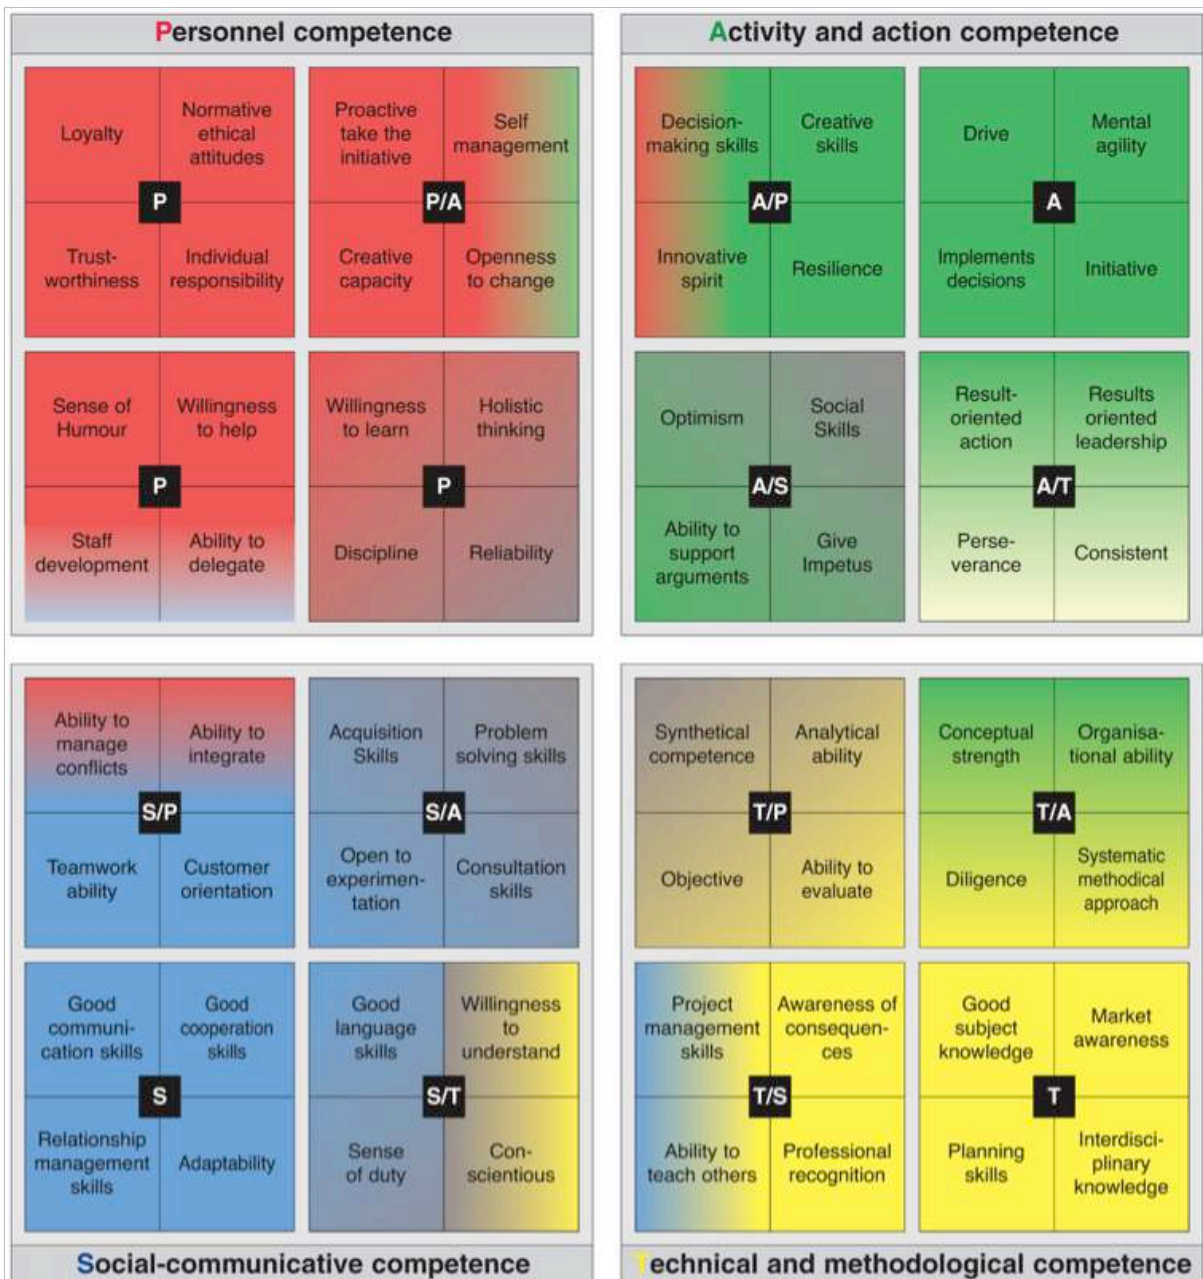 Personnel competence
Loyalty
Normative
ethical
attitudes
P
Trust-
worthiness
Individual
responsibility
Proactive
take the
initiative
Self
management
P/A
Creative
capacity
Openness
to change
Sense of
Humour
Willingness
to help
P
Staff
development
Ability to
delegate
Willingness
to learn
Holistic
thinking
P
Discipline
Reliability
Activity and action competence
Decision-
making skills
Creative
skills
A/P
Innovative
spirit
Resilience
Drive
Mental
agility
A
Implements
decisions
Initiative
Optimism
Social
Skills
A/S
Ability to
support
arguments
Give
Impetus
Result-
oriented
action
Results
oriented
leadership
A/T
Perse-
verance
Consistent
Ability to
manage
conflicts
Ability to
integrate
S/P
Teamwork
ability
Customer
orientation
Acquisition
Skills
Problem
solving skills
S/A
Open to
experimen-
tation
Consultation
skills
Good
communi-
cation skills
Good
cooperation
skills
S
Relationship
management
skills
Adaptability
Good
language
skills
Willingness
to
understand
S/T
Sense
of duty
Con-
scientious
Social-communicative competence
Synthetical
competence
Analytical
ability
T/P
Objective
Ability to
evaluate
Conceptual
strength
Organisa-
tional ability
T/A
Diligence
Systematic
methodical
approach
Project
management
skills
Awareness of
consequen-
ces
T/S
Ability to
teach others
Professional
recognition
Good
subject
knowledge
Market
awareness
T
Planning
skills
Interdisci-
plinary
knowledge
Technical and methodological competence